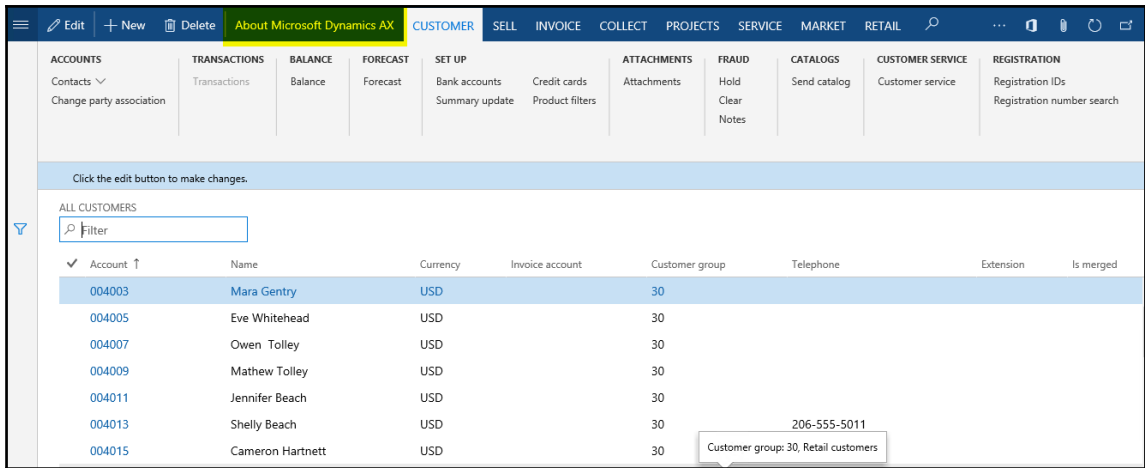 Edit + New Delete About Microsoft Dynamics AX CUSTOMER SELL INVOICE COLLECT PROJECTS SERVICE MARKET RETAIL ...
ACCOUNTS TRANSACTIONS BALANCE FORECAST SET UP ATTACHMENTS FRAUD CATALOGS CUSTOMER SERVICE REGISTRATION
Contacts Transactions Balance Forecast Bank accounts Credit cards Attachments Hold Send catalog Customer service Registration IDs
Change party association Summary update Product filters Clear Registration number search
Notes
Click the edit button to make changes.
ALL CUSTOMERS
Filter
Account ↑ Name Currency Invoice account Customer group Telephone Extension Is merged
004003 Mara Gentry USD 30
004005 Eve Whitehead USD 30
004007 Owen Tolley USD 30
004009 Mathew Tolley USD 30
004011 Jennifer Beach USD 30
004013 Shelly Beach USD 30 206-555-5011
004015 Cameron Hartnett USD 30 Customer group: 30, Retail customers